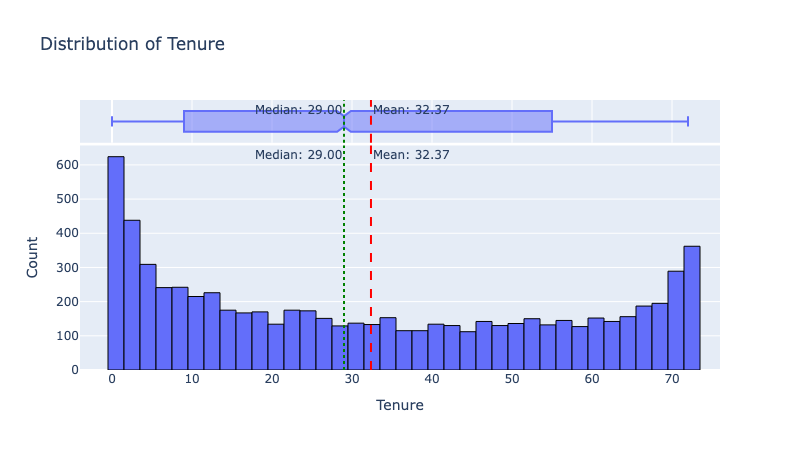 Distribution of Tenure
Median: 29.00 Mean: 32.37
Median: 29.00 Mean: 32.37
600
500
400
300
200
100
0
Count
0 10 20 30 40 50 60 70
Tenure